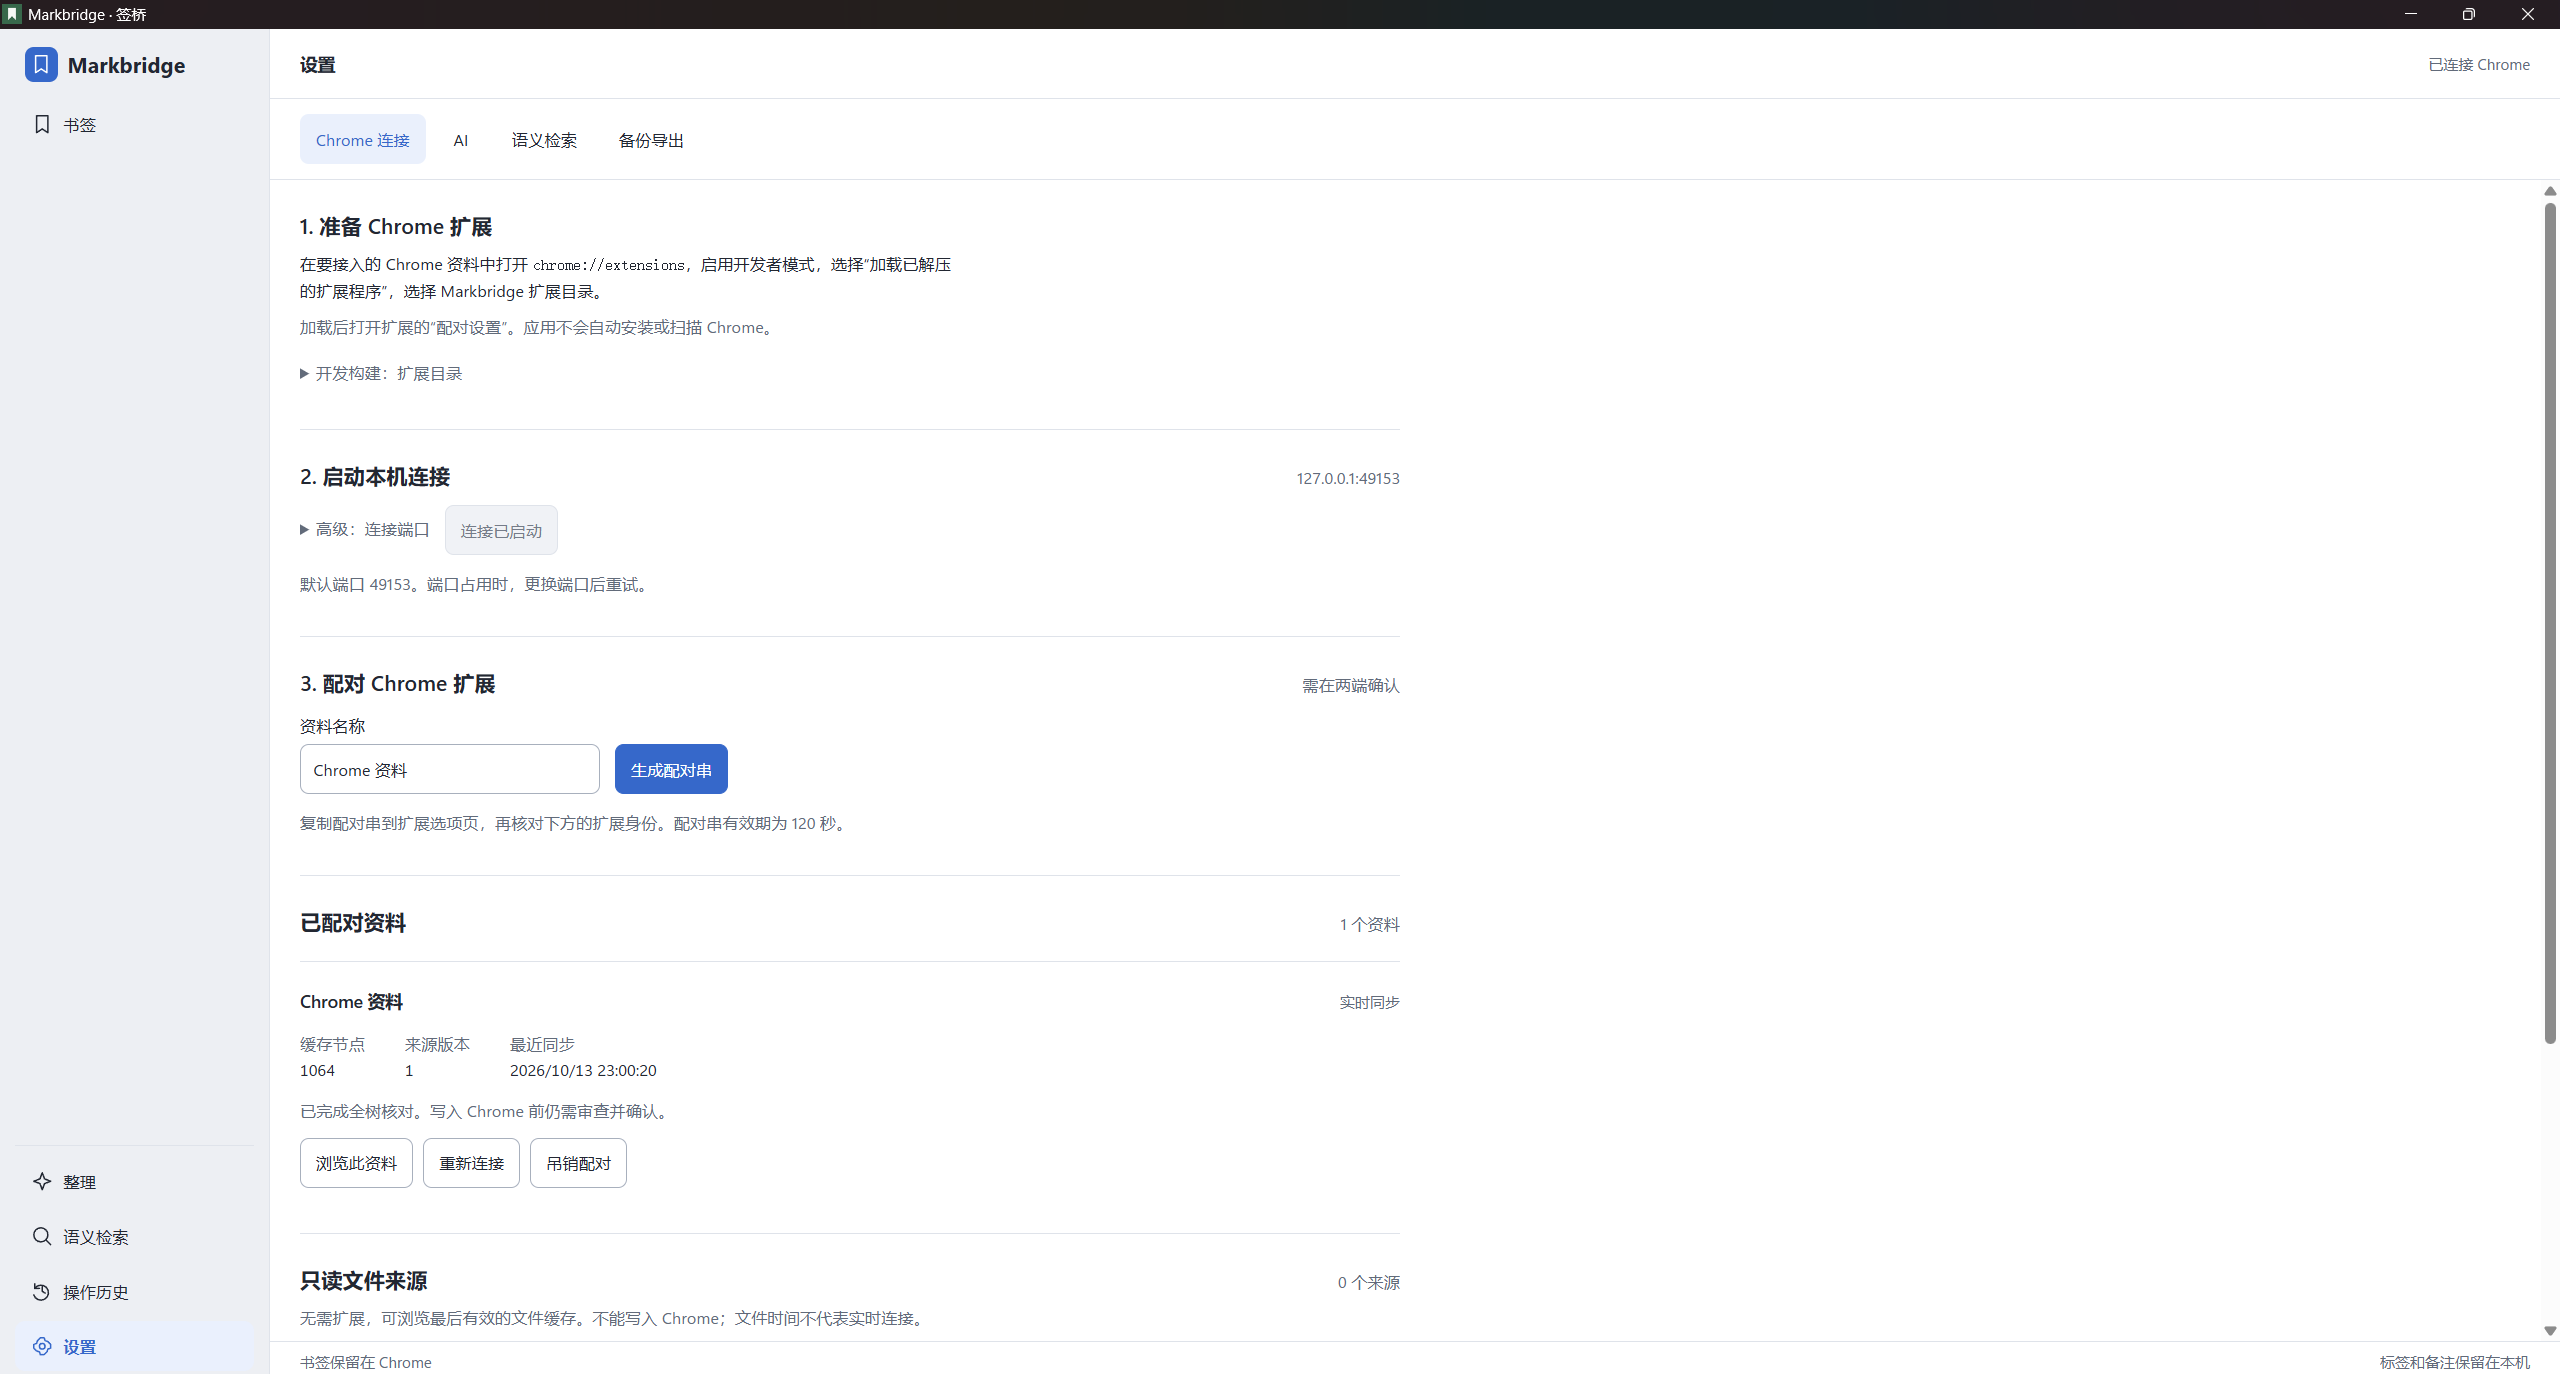 Markbridge · 签桥
Markbridge
书签
整理
语义检索
操作历史
设置
设置
已连接 Chrome
Chrome 连接
AI
语义检索
备份导出
1. 准备 Chrome 扩展
在要接入的 Chrome 资料中打开 chrome://extensions，启用开发者模式，选择“加载已解压
的扩展程序”，选择 Markbridge 扩展目录。
加载后打开扩展的“配对设置”。应用不会自动安装或扫描 Chrome。
开发构建：扩展目录
2. 启动本机连接
127.0.0.1:49153
高级：连接端口
连接已启动
默认端口 49153。端口占用时，更换端口后重试。
3. 配对 Chrome 扩展
需在两端确认
资料名称
Chrome 资料
生成配对串
复制配对串到扩展选项页，再核对下方的扩展身份。配对串有效期为 120 秒。
已配对资料
1 个资料
Chrome 资料
实时同步
缓存节点 来源版本 最近同步
1064 1 2026/10/13 23:00:20
已完成全树核对。写入 Chrome 前仍需审查并确认。
浏览此资料
重新连接
吊销配对
只读文件来源
0 个来源
无需扩展，可浏览最后有效的文件缓存。不能写入 Chrome；文件时间不代表实时连接。
书签保留在 Chrome
标签和备注保留在本机